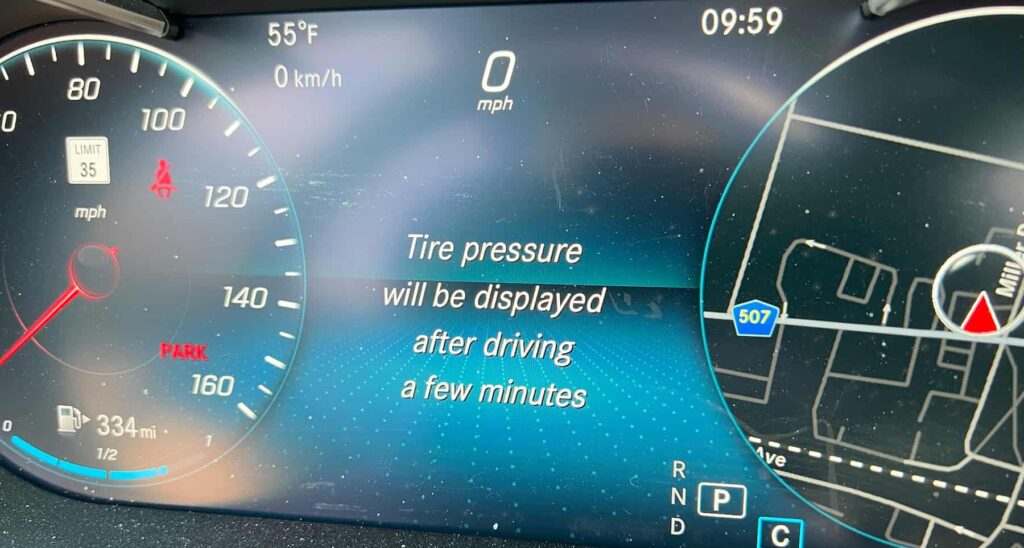 55°F
09:59
0 km/h
0
mph
80
100
120
140
160
LIMIT
35
mph
PARK
334 mi
0
1/2
1
Tire pressure
will be displayed
after driving
a few minutes
507
Ave
R
N
P
D
C